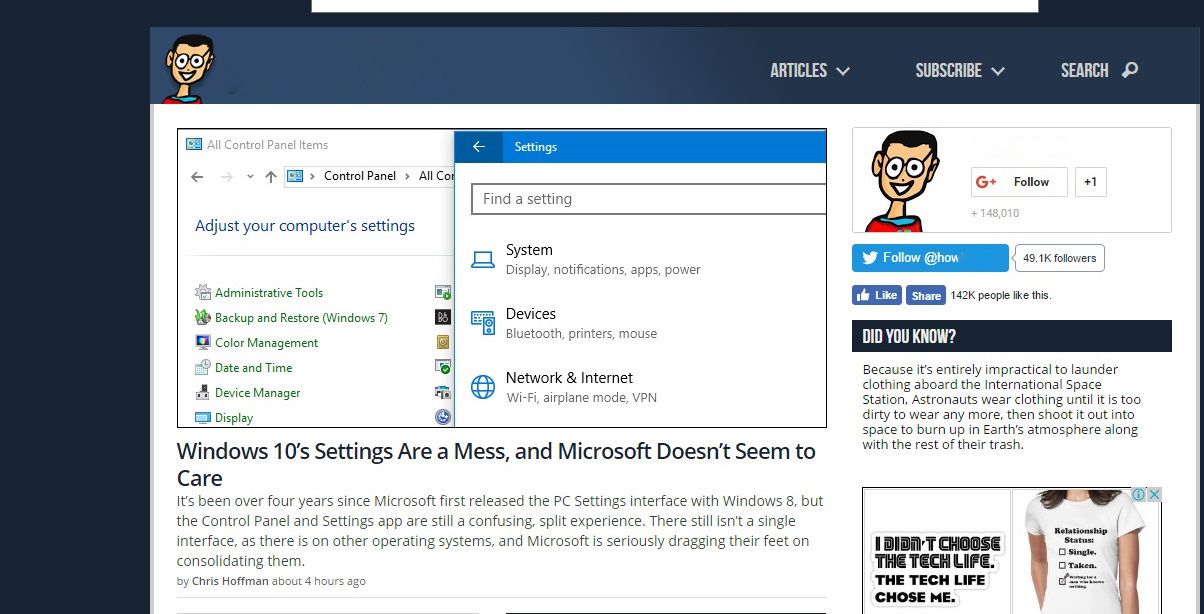 ARTICLES
SUBSCRIBE
SEARCH
All Control Panel Items
Control Panel
All Con
Adjust your computer's settings
Administrative Tools
Backup and Restore (Windows 7)
Color Management
Date and Time
Device Manager
Display
Settings
Find a setting
System
Display, notifications, apps, power
Devices
Bluetooth, printers, mouse
Network & Internet
Wi-Fi, airplane mode, VPN
Windows 10’s Settings Are a Mess, and Microsoft Doesn’t Seem to
Care
It’s been over four years since Microsoft first released the PC Settings interface with Windows 8, but
the Control Panel and Settings app are still a confusing, split experience. There still isn’t a single
interface, as there is on other operating systems, and Microsoft is seriously dragging their feet on
consolidating them.
by Chris Hoffman about 4 hours ago
G+ Follow +1
+ 148,010
Follow @how 49.1K followers
Like Share 142K people like this.
DID YOU KNOW?
Because it’s entirely impractical to launder
clothing aboard the International Space
Station, Astronauts wear clothing until it is too
dirty to wear any more, then shoot it out into
space to burn up in Earth’s atmosphere along
with the rest of their trash.
I DIDN'T CHOOSE
THE TECH LIFE.
THE TECH LIFE
CHOSE ME.
Relationship
Status:
Single.
Taken.
Waiting for a
man who knows
nothing.